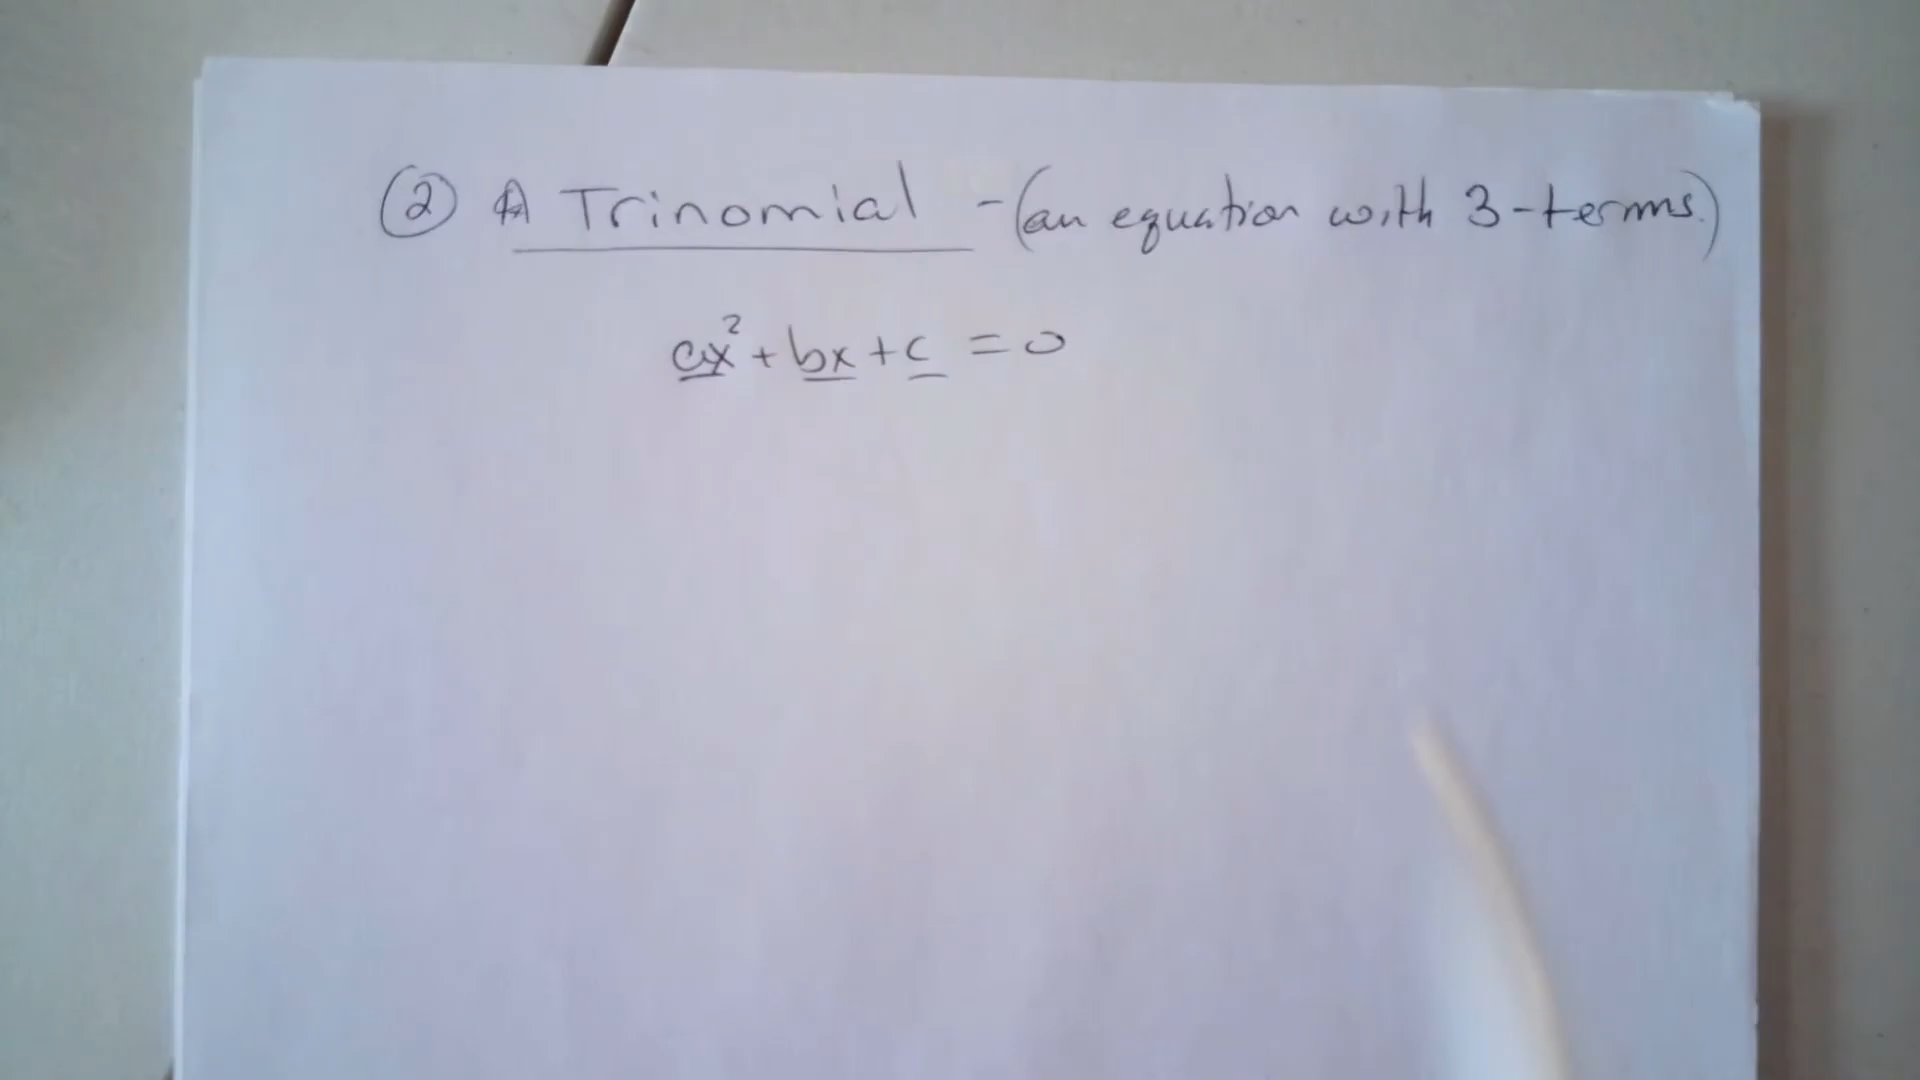 ② A Trinomial - (an equation with 3-terms.)
ax² + bx + c = 0